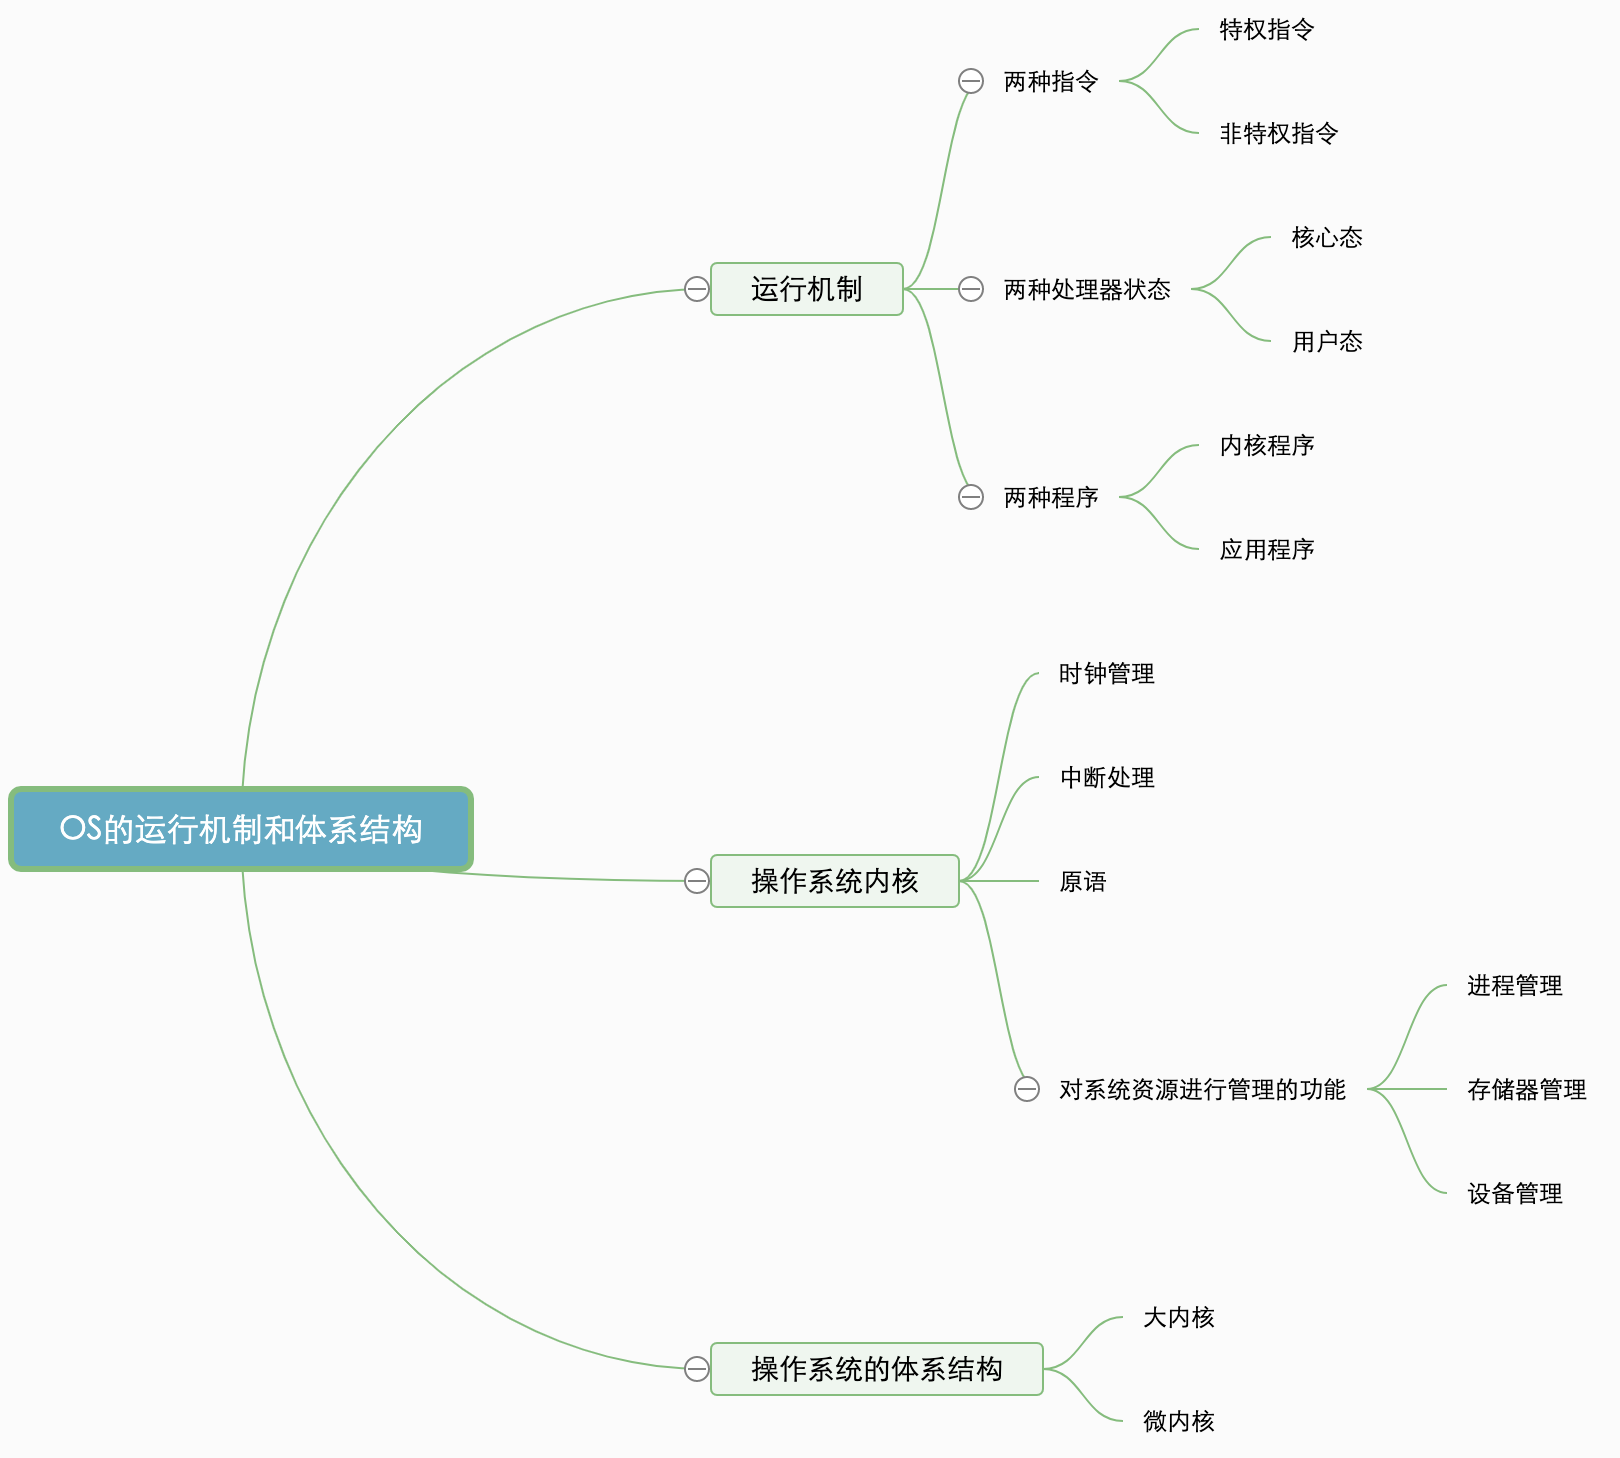 OS的运行机制和体系结构
运行机制
两种指令
特权指令
非特权指令
两种处理器状态
核心态
用户态
两种程序
内核程序
应用程序
操作系统内核
时钟管理
中断处理
原语
对系统资源进行管理的功能
进程管理
存储器管理
设备管理
操作系统的体系结构
大内核
微内核